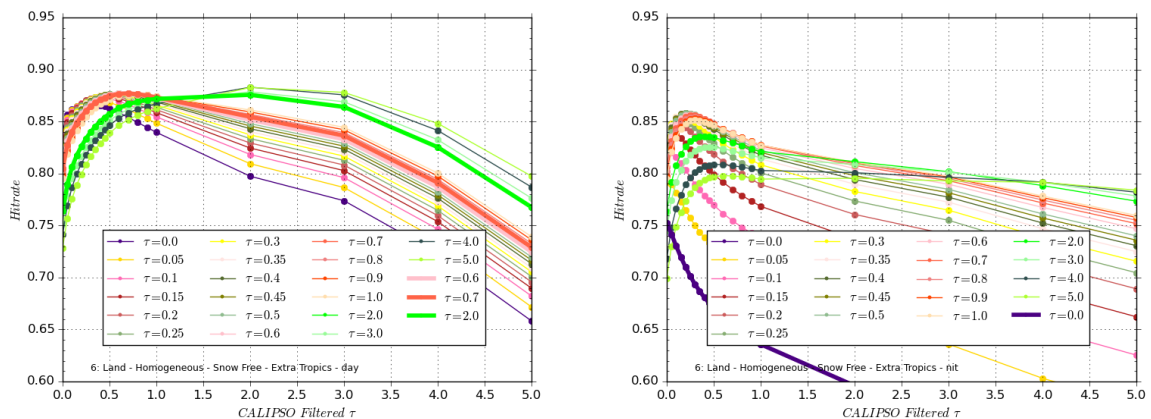 0.95
0.90
0.85
0.80
0.75
0.70
0.65
0.60
Hitrate
0.0 0.5 1.0 1.5 2.0 2.5 3.0 3.5 4.0 4.5 5.0
CALIPSO Filtered τ
τ=0.0 τ=0.3 τ=0.7 τ=4.0
τ=0.05 τ=0.35 τ=0.8 τ=5.0
τ=0.1 τ=0.4 τ=0.9 τ=0.6
τ=0.15 τ=0.45 τ=1.0 τ=0.7
τ=0.2 τ=0.5 τ=2.0 τ=2.0
τ=0.25 τ=0.6 τ=3.0
6: Land - Homogeneous - Snow Free - Extra Tropics - day
0.95
0.90
0.85
0.80
0.75
0.70
0.65
0.60
Hitrate
0.0 0.5 1.0 1.5 2.0 2.5 3.0 3.5 4.0 4.5 5.0
CALIPSO Filtered τ
τ=0.0 τ=0.3 τ=0.6 τ=2.0
τ=0.05 τ=0.35 τ=0.7 τ=3.0
τ=0.1 τ=0.4 τ=0.8 τ=4.0
τ=0.15 τ=0.45 τ=0.9 τ=5.0
τ=0.2 τ=0.5 τ=1.0 τ=0.0
τ=0.25
6: Land - Homogeneous - Snow Free - Extra Tropics - nit